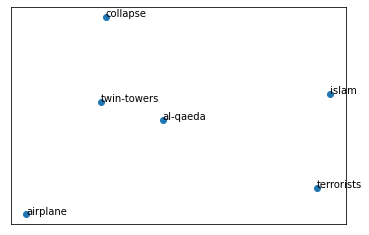 collapse
islam
twin-towers
al-qaeda
terrorists
airplane